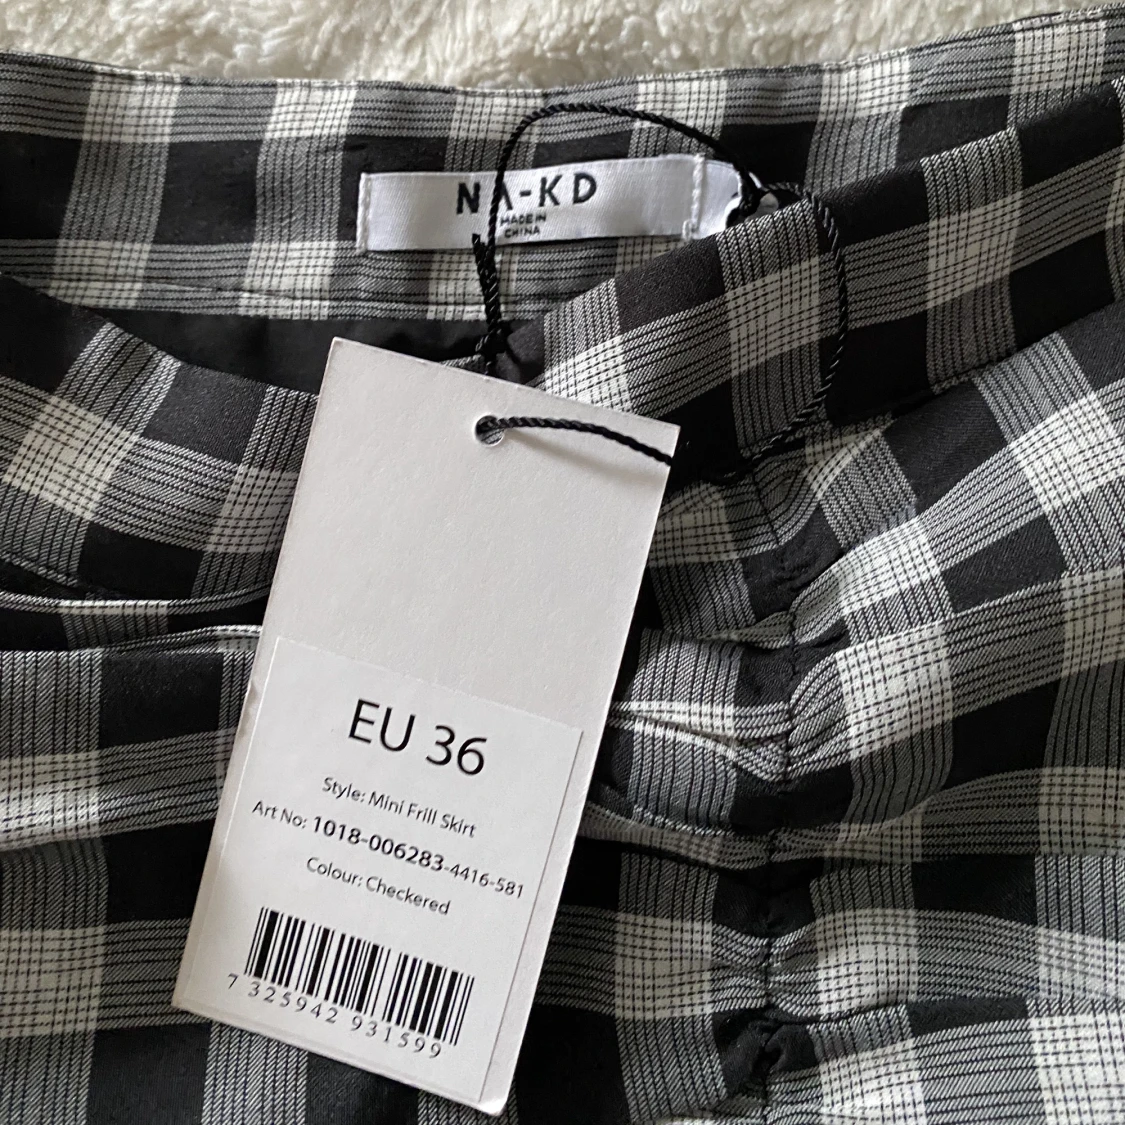 NA-KD
MADE IN
CHINA
EU 36
Style: Mini Frill Skirt
Art No: 1018-006283-4416-581
Colour: Checkered
7 325942 931599